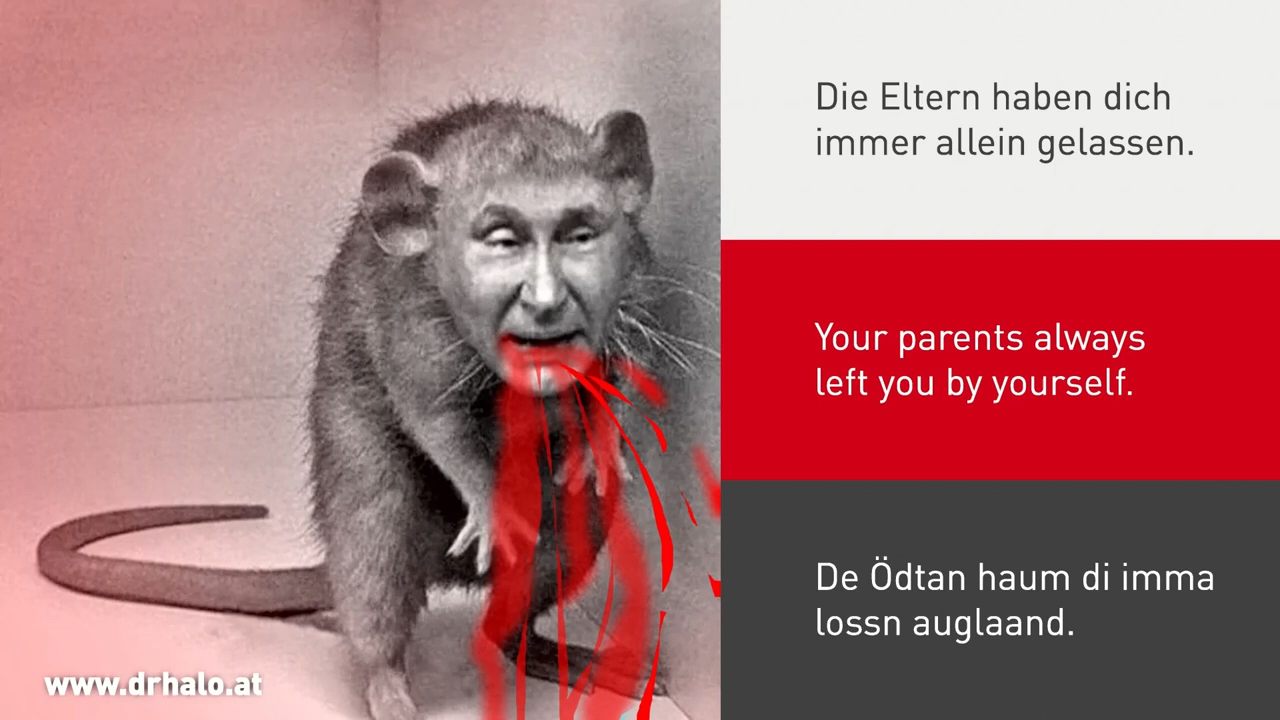 Die Eltern haben dich
immer allein gelassen.
Your parents always
left you by yourself.
De Ödtan haum di imma
lossn auglaand.
www.drhalo.at